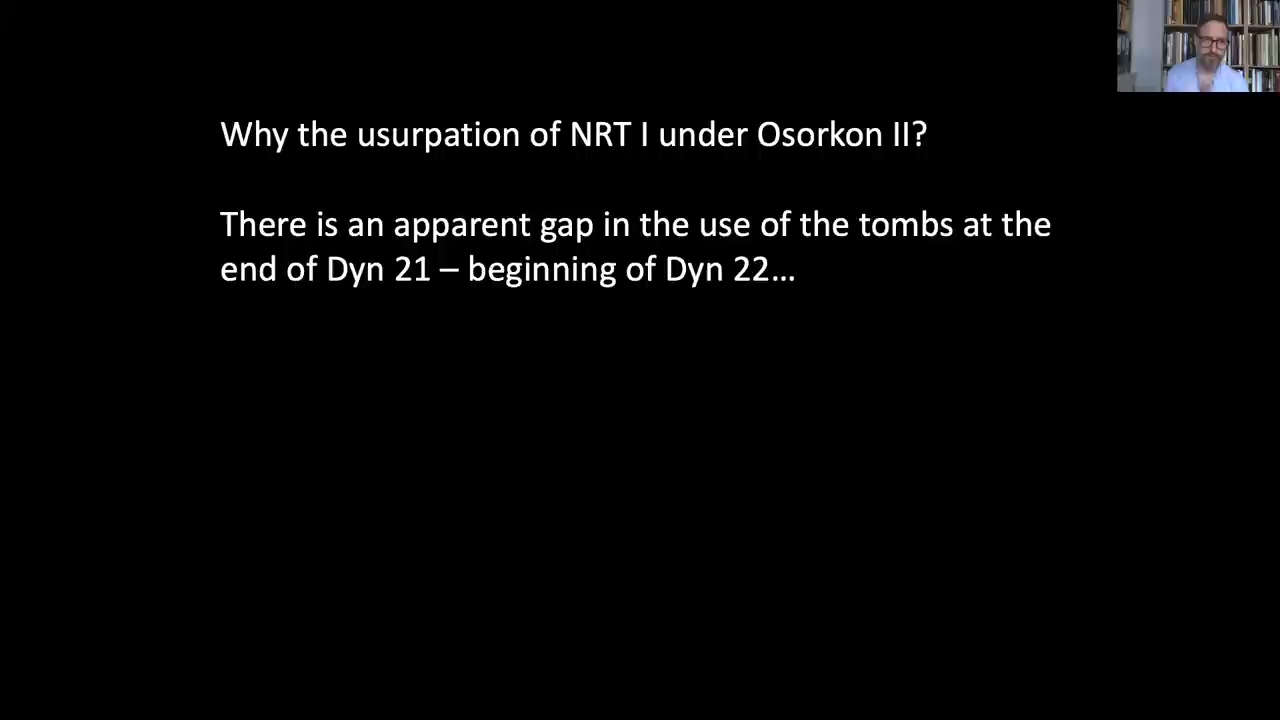 Why the usurpation of NRT I under Osorkon II?
There is an apparent gap in the use of the tombs at the
end of Dyn 21 – beginning of Dyn 22…